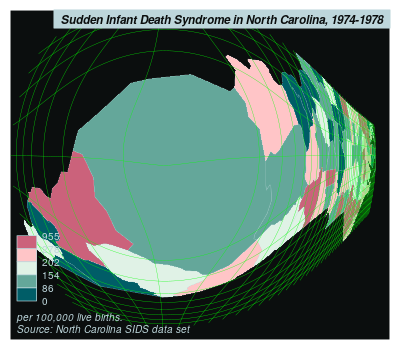 Sudden Infant Death Syndrome in North Carolina, 1974-1978
955
202
154
86
0
per 100,000 live births.
Source: North Carolina SIDS data set